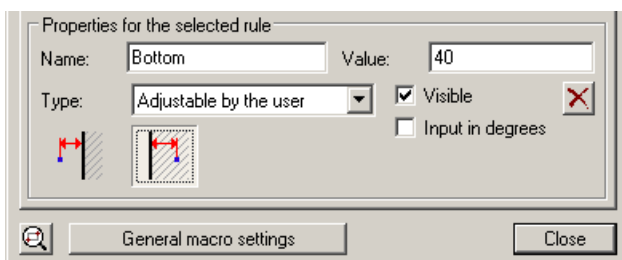 Properties for the selected rule
Name: Bottom Value: 40
Type: Adjustable by the user Visible
Input in degrees
General macro settings Close